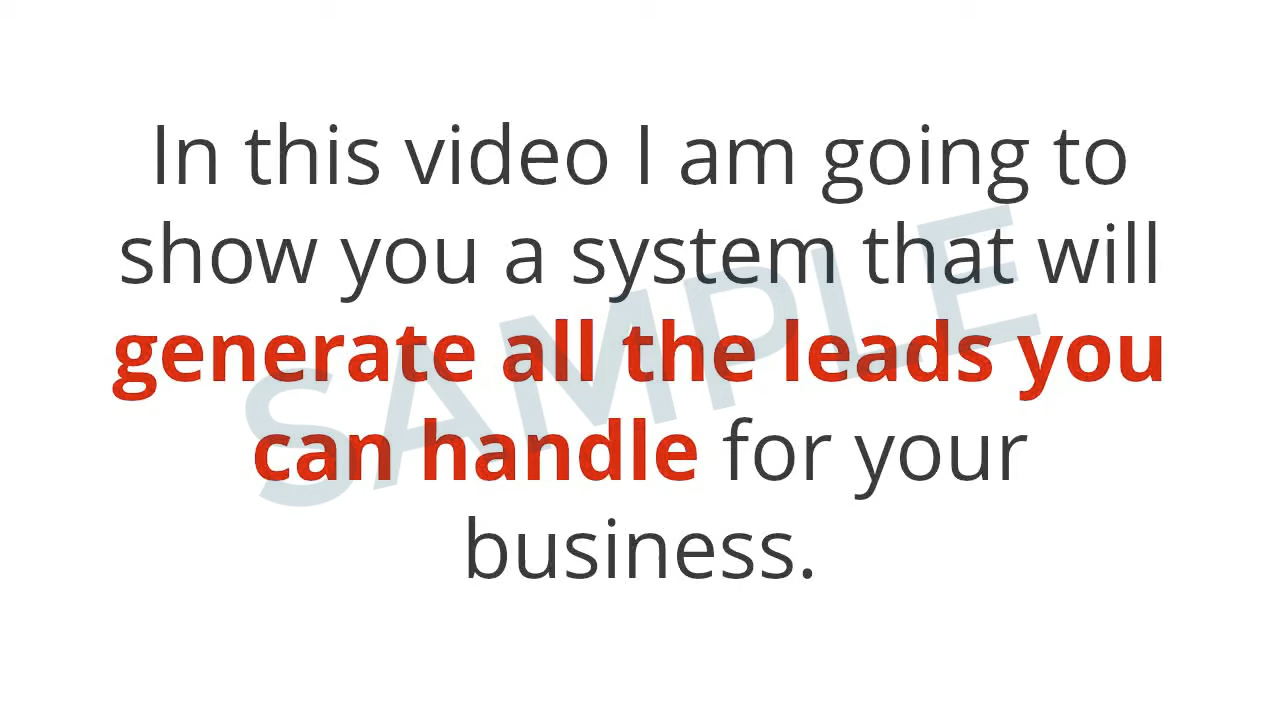 In this video I am going to
show you a system that will
generate all the leads you
can handle for your
business.
SAMPLE